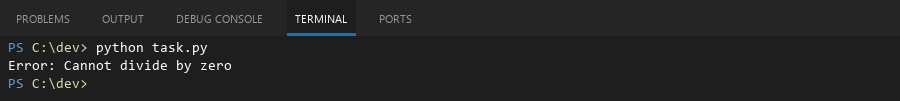 PROBLEMS OUTPUT DEBUG CONSOLE TERMINAL PORTS
PS C:\dev> python task.py
Error: Cannot divide by zero
PS C:\dev>